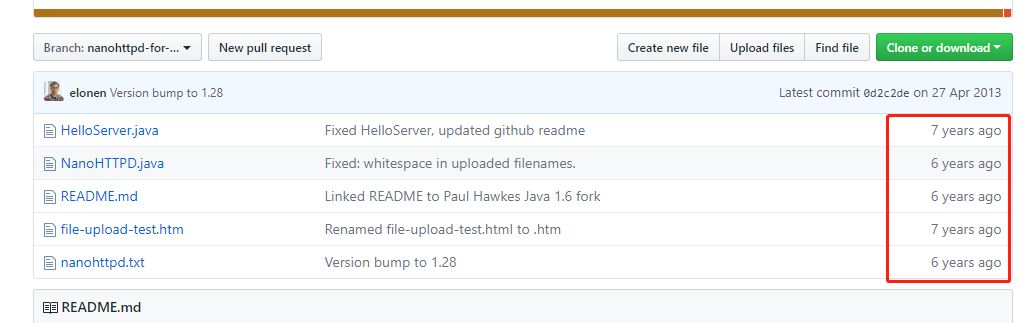 Branch: nanohttpd-for-... New pull request Create new file Upload files Find file Clone or download
elonen Version bump to 1.28 Latest commit 0d2c2de on 27 Apr 2013
HelloServer.java Fixed HelloServer, updated github readme 7 years ago
NanoHTTPD.java Fixed: whitespace in uploaded filenames. 6 years ago
README.md Linked README to Paul Hawkes Java 1.6 fork 6 years ago
file-upload-test.htm Renamed file-upload-test.html to .htm 7 years ago
nanohttpd.txt Version bump to 1.28 6 years ago
README.md